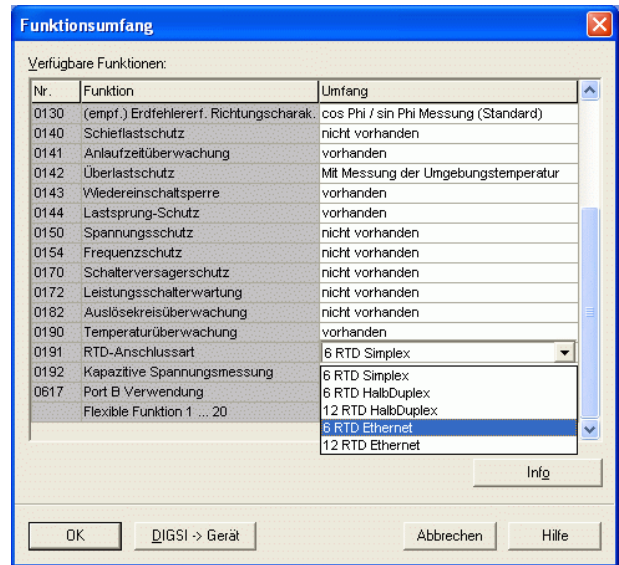 Funktionsumfang
Verfügbare Funktionen:
Nr. Funktion Umfang
0130 (empf.) Erdfehlererf. Richtungscharak. cos Phi / sin Phi Messung (Standard)
0140 Schieflastschutz nicht vorhanden
0141 Anlaufzeitüberwachung vorhanden
0142 Überlastschutz Mit Messung der Umgebungstemperatur
0143 Wiedereinschaltsperre vorhanden
0144 Lastsprung-Schutz vorhanden
0150 Spannungsschutz nicht vorhanden
0154 Frequenzschutz nicht vorhanden
0170 Schalterversagerschutz nicht vorhanden
0172 Leistungsschalterwartung nicht vorhanden
0182 Auslösekreisüberwachung nicht vorhanden
0190 Temperaturüberwachung vorhanden
0191 RTD-Anschlussart 6 RTD Simplex
0192 Kapazitive Spannungsmessung 6 RTD Simplex
0617 Port B Verwendung 6 RTD HalbDuplex
Flexible Funktion 1 ... 20 12 RTD HalbDuplex
6 RTD Ethernet
12 RTD Ethernet
Info
OK DIGSI -> Gerät Abbrechen Hilfe